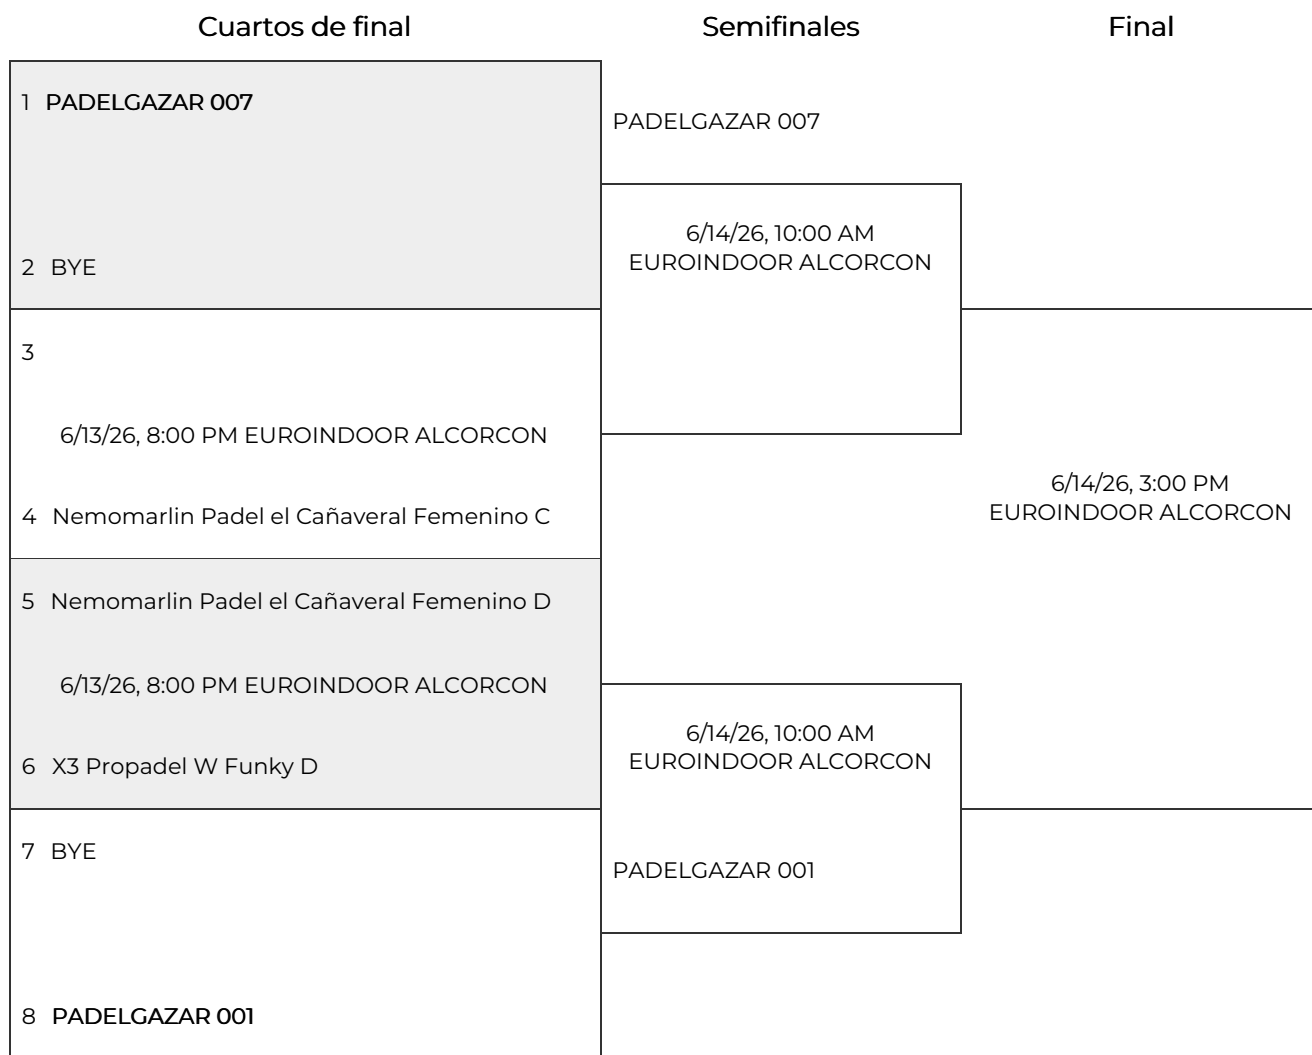 Cuartos de final
Semifinales
Final
1 PADELGAZAR 007
PADELGAZAR 007
2 BYE
6/14/26, 10:00 AM
EUROINDOOR ALCORCON
3
6/13/26, 8:00 PM EUROINDOOR ALCORCON
4 Nemomarlin Padel el Cañaveral Femenino C
6/14/26, 3:00 PM
EUROINDOOR ALCORCON
5 Nemomarlin Padel el Cañaveral Femenino D
6/13/26, 8:00 PM EUROINDOOR ALCORCON
6 X3 Propadel W Funky D
6/14/26, 10:00 AM
EUROINDOOR ALCORCON
7 BYE
PADELGAZAR 001
8 PADELGAZAR 001